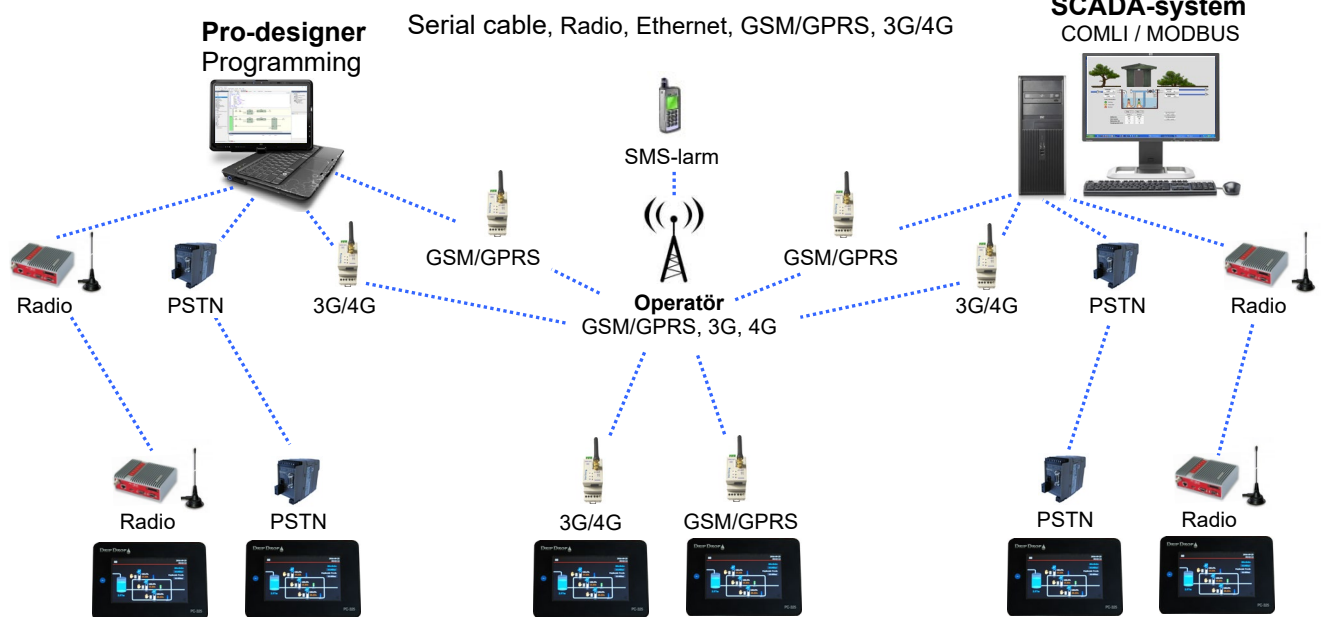 Serial cable, Radio, Ethernet, GSM/GPRS, 3G/4G
Pro-designer
Programming
SCADA-system
COMLI / MODBUS
SMS-larm
GSM/GPRS
GSM/GPRS
Radio
PSTN
3G/4G
Operatör
GSM/GPRS, 3G, 4G
3G/4G
PSTN
Radio
Radio
PSTN
3G/4G
GSM/GPRS
PSTN
Radio